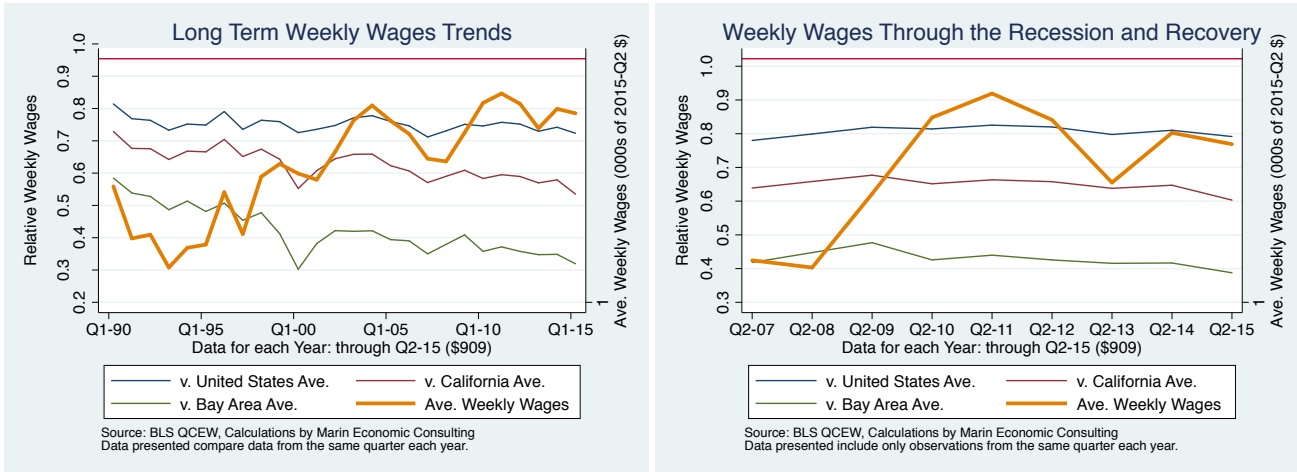 Long Term Weekly Wages Trends
Relative Weekly Wages
1.0
0.9
0.8
0.7
0.6
0.5
0.4
0.3
0.2
1
Ave. Weekly Wages (000s of 2015-Q2 $)
Q1-90 Q1-95 Q1-00 Q1-05 Q1-10 Q1-15
Data for each Year: through Q2-15 ($909)
v. United States Ave. v. California Ave.
v. Bay Area Ave. Ave. Weekly Wages
Source: BLS QCEW, Calculations by Marin Economic Consulting
Data presented compare data from the same quarter each year.
Weekly Wages Through the Recession and Recovery
Relative Weekly Wages
1.0
0.9
0.8
0.7
0.6
0.5
0.4
0.3
1
Ave. Weekly Wages (000s of 2015-Q2 $)
Q2-07 Q2-08 Q2-09 Q2-10 Q2-11 Q2-12 Q2-13 Q2-14 Q2-15
Data for each Year: through Q2-15 ($909)
v. United States Ave. v. California Ave.
v. Bay Area Ave. Ave. Weekly Wages
Source: BLS QCEW, Calculations by Marin Economic Consulting
Data presented include only observations from the same quarter each year.